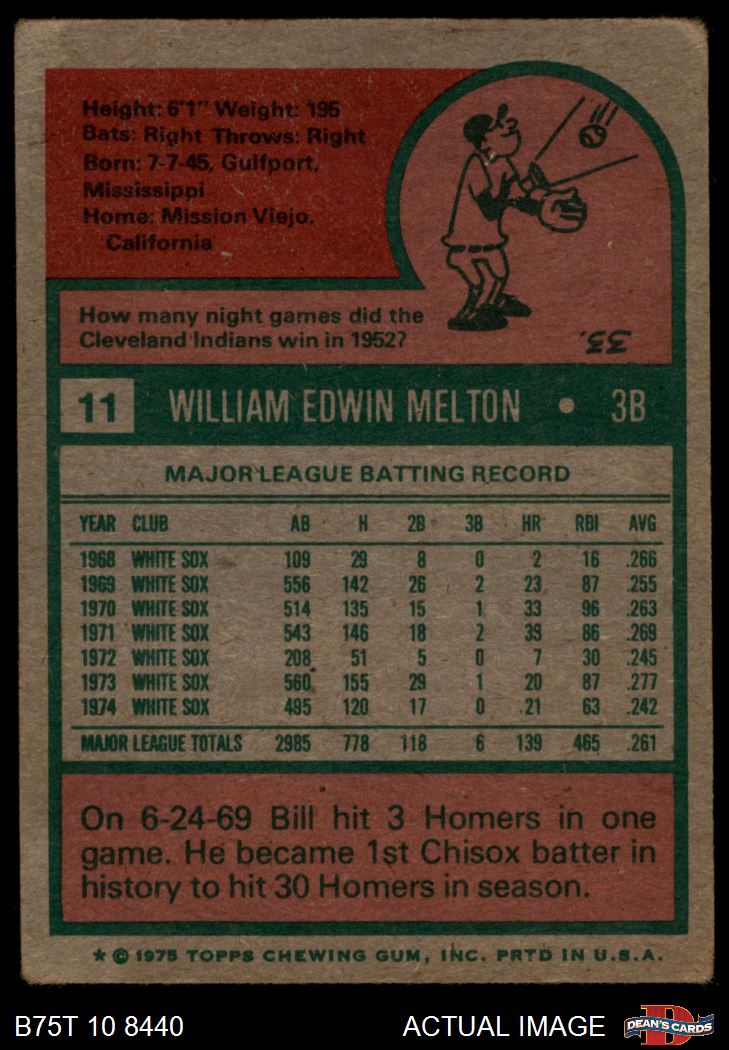 Height: 6'1" Weight: 195
Bats: Right Throws: Right
Born: 7-7-45, Gulfport,
Mississippi
Home: Mission Viejo,
California
How many night games did the
Cleveland Indians win in 1952?
33.
11 WILLIAM EDWIN MELTON • 3B
MAJOR LEAGUE BATTING RECORD
YEAR CLUB AB H 2B 3B HR RBI AVG
1968 WHITE SOX 109 29 8 0 2 16 .266
1969 WHITE SOX 556 142 26 2 23 87 .255
1970 WHITE SOX 514 135 15 1 33 96 .263
1971 WHITE SOX 543 146 18 2 33 86 .269
1972 WHITE SOX 208 51 5 0 7 30 .245
1973 WHITE SOX 560 155 29 1 20 87 .277
1974 WHITE SOX 495 120 17 0 21 63 .242
MAJOR LEAGUE TOTALS 2985 778 118 6 139 465 .261
On 6-24-69 Bill hit 3 Homers in one
game. He became 1st Chisox batter in
history to hit 30 Homers in season.
* © 1975 TOPPS CHEWING GUM, INC. PRTD IN U.S.A.
B75T 10 8440 ACTUAL IMAGE DEAN'S CARDS